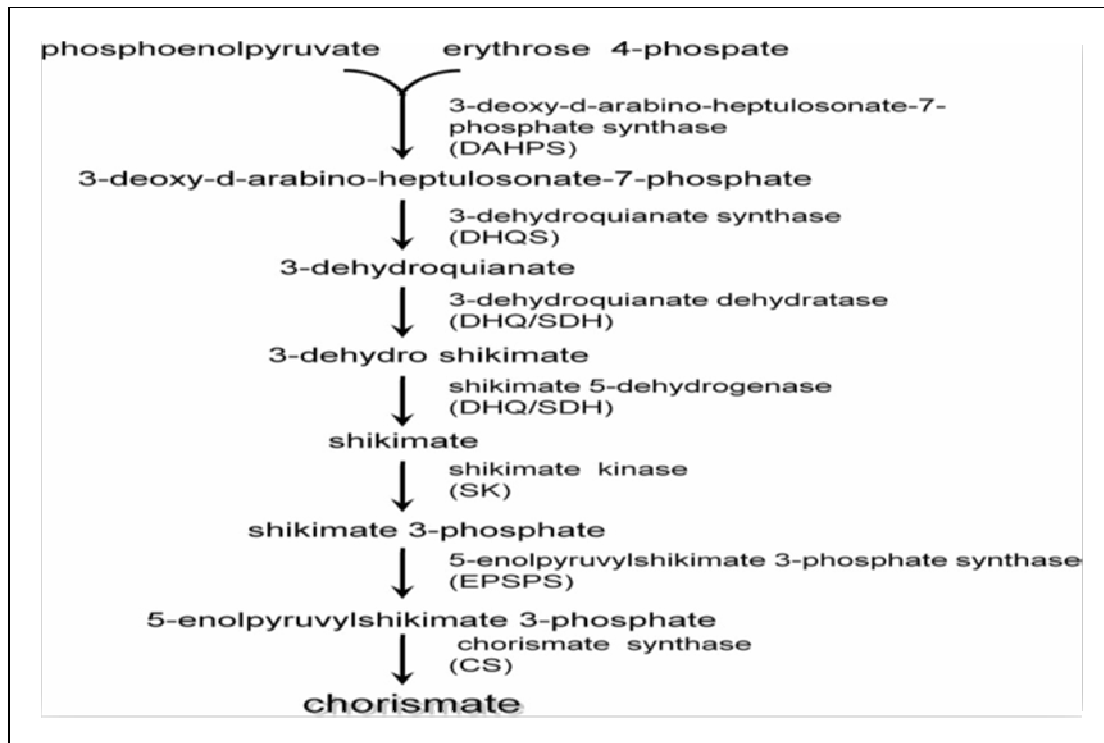 phosphoenolpyruvate erythrose 4-phospate
3-deoxy-d-arabino-heptulosonate-7-
phosphate synthase
(DAHPS)
3-deoxy-d-arabino-heptulosonate-7-phosphate
3-dehydroquianate synthase
(DHQS)
3-dehydroquianate
3-dehydroquianate dehydratase
(DHQ/SDH)
3-dehydro shikimate
shikimate 5-dehydrogenase
(DHQ/SDH)
shikimate
shikimate kinase
(SK)
shikimate 3-phosphate
5-enolpyruvylshikimate 3-phosphate synthase
(EPSPS)
5-enolpyruvylshikimate 3-phosphate
chorismate synthase
(CS)
chorismate